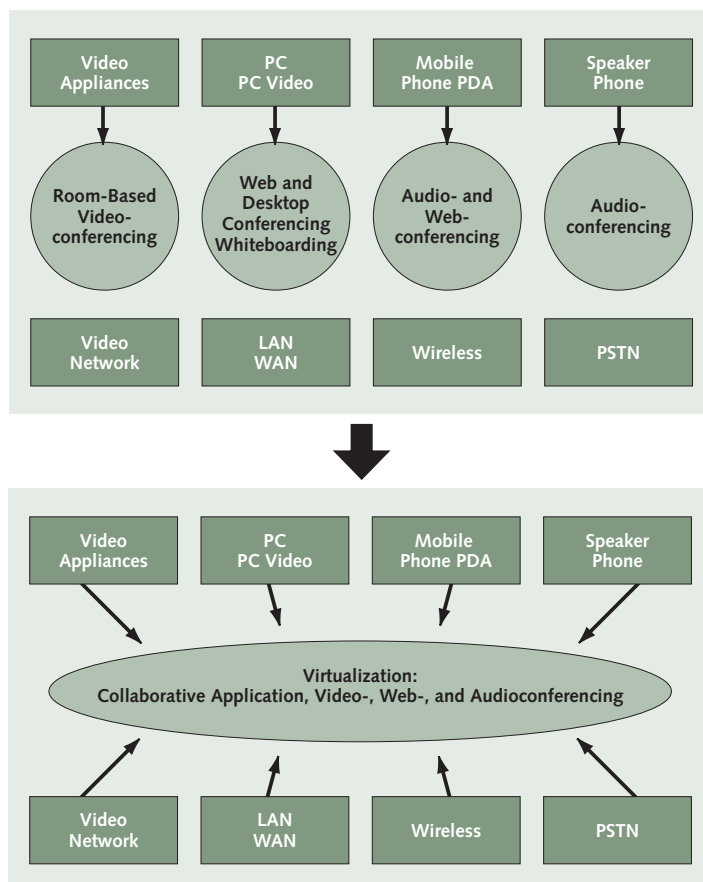 Video
Appliances
PC
PC Video
Mobile
Phone PDA
Speaker
Phone
Room-Based
Video-
conferencing
Web and
Desktop
Conferencing
Whiteboarding
Audio- and
Web-
conferencing
Audio-
conferencing
Video
Network
LAN
WAN
Wireless
PSTN
Video
Appliances
PC
PC Video
Mobile
Phone PDA
Speaker
Phone
Virtualization:
Collaborative Application, Video-, Web-, and Audioconferencing
Video
Network
LAN
WAN
Wireless
PSTN